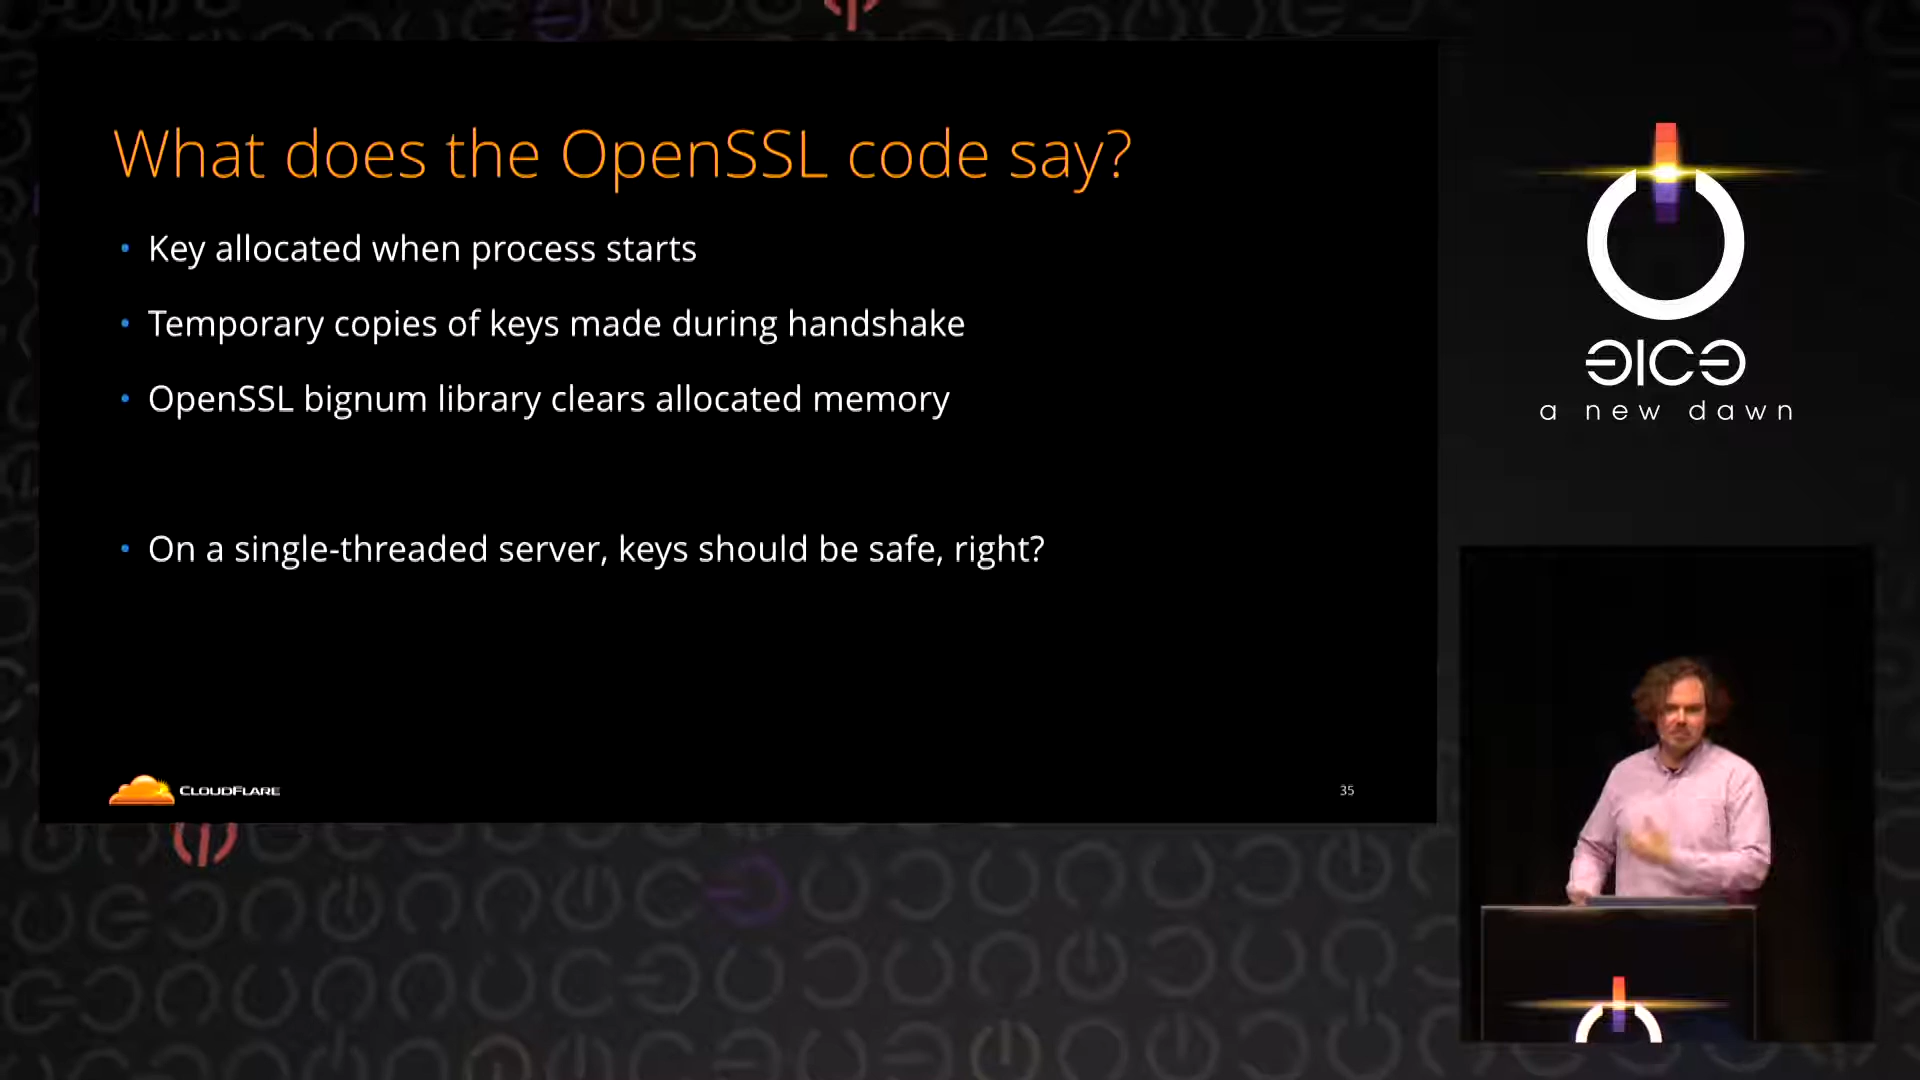 What does the OpenSSL code say?
• Key allocated when process starts
• Temporary copies of keys made during handshake
• OpenSSL bignum library clears allocated memory
• On a single-threaded server, keys should be safe, right?
CLOUDFLARE
35
31C3
a new dawn